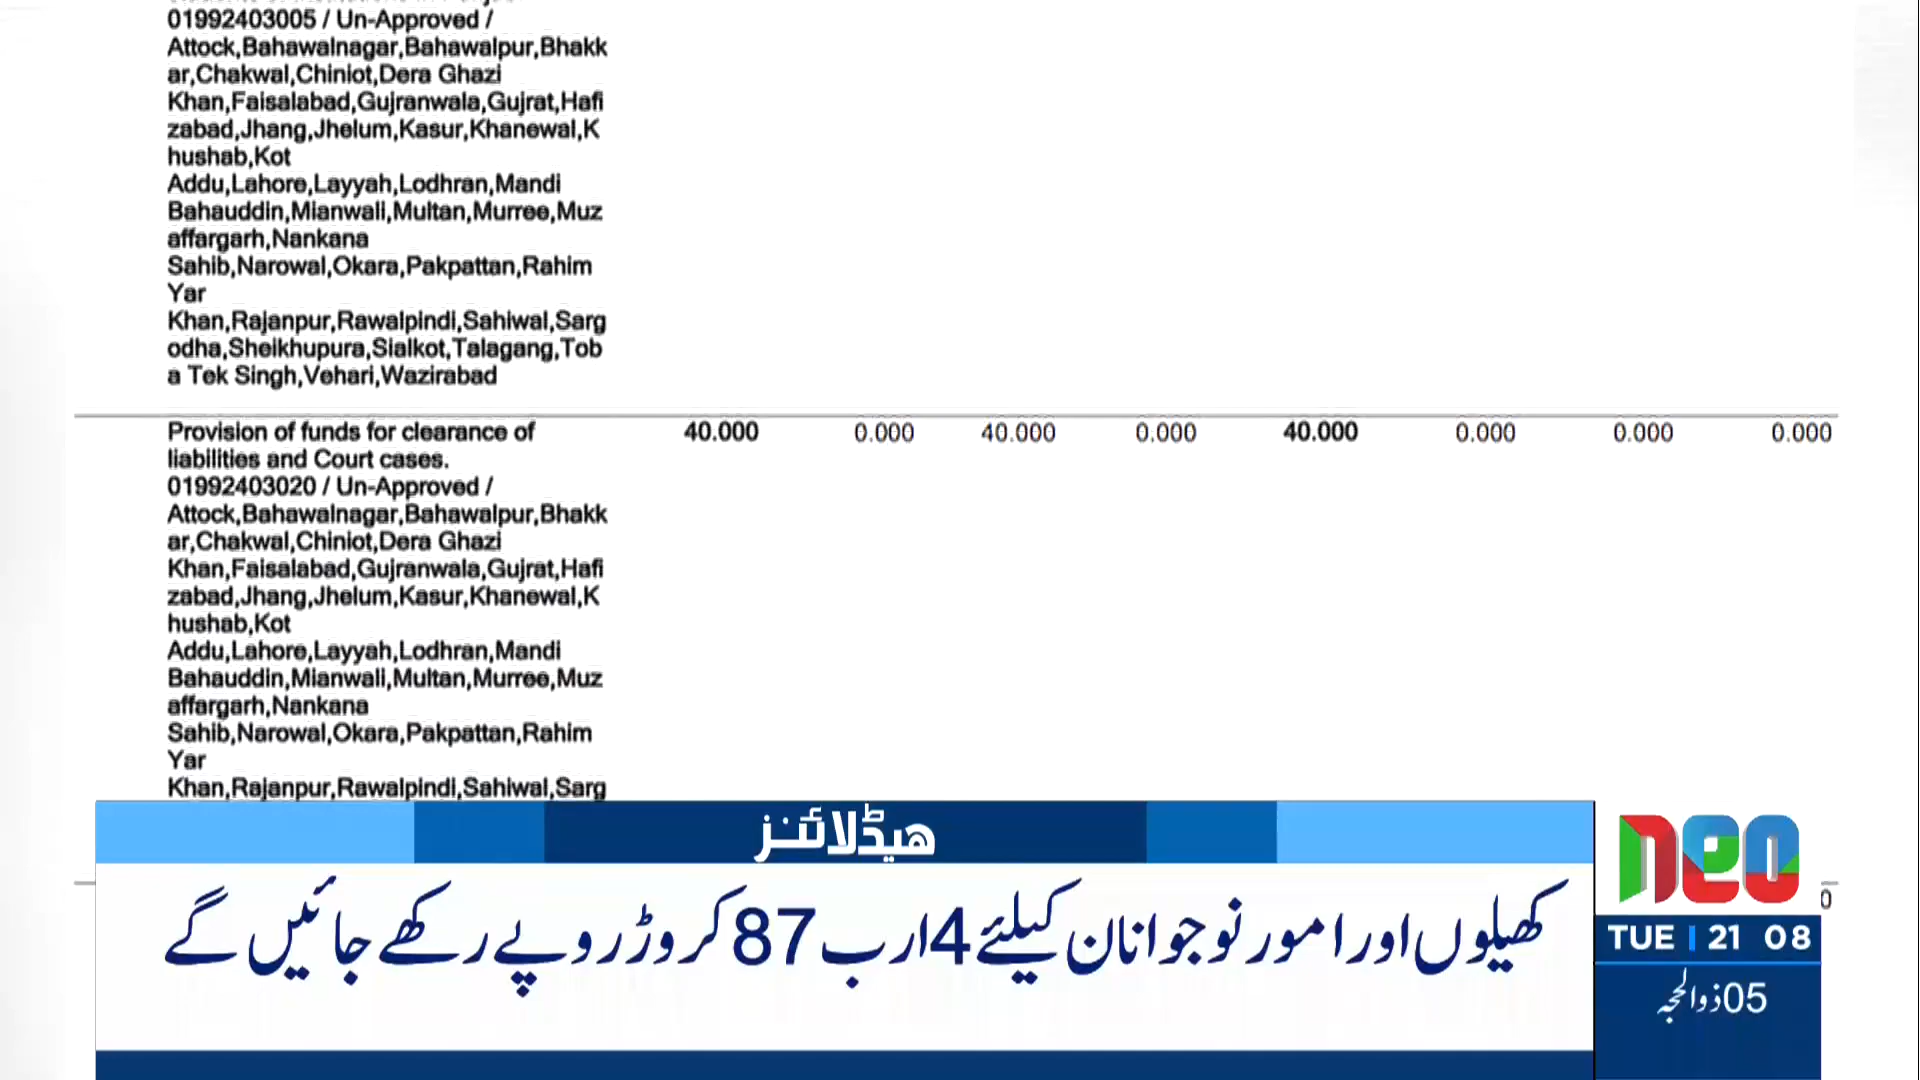 01992403005 / Un-Approved /
Attock,Bahawalnagar,Bahawalpur,Bhakk
ar,Chakwal,Chiniot,Dera Ghazi
Khan,Faisalabad,Gujranwala,Gujrat,Hafi
zabad,Jhang,Jhelum,Kasur,Khanewal,K
hushab,Kot
Addu,Lahore,Layyah,Lodhran,Mandi
Bahauddin,Mianwali,Multan,Murree,Muz
affargarh,Nankana
Sahib,Narowal,Okara,Pakpattan,Rahim
Yar
Khan,Rajanpur,Rawalpindi,Sahiwal,Sarg
odha,Sheikhupura,Sialkot,Talagang,Tob
a Tek Singh,Vehari,Wazirabad
Provision of funds for clearance of 40.000 0.000 40.000 0.000 40.000 0.000 0.000 0.000
liabilities and Court cases.
01992403020 / Un-Approved /
Attock,Bahawalnagar,Bahawalpur,Bhakk
ar,Chakwal,Chiniot,Dera Ghazi
Khan,Faisalabad,Gujranwala,Gujrat,Hafi
zabad,Jhang,Jhelum,Kasur,Khanewal,K
hushab,Kot
Addu,Lahore,Layyah,Lodhran,Mandi
Bahauddin,Mianwali,Multan,Murree,Muz
affargarh,Nankana
Sahib,Narowal,Okara,Pakpattan,Rahim
Yar
Khan,Rajanpur,Rawalpindi,Sahiwal,Sarg
ہیڈلائنز
کھیلوں اور امور نوجوانان کیلئے 4 ارب 87 کروڑ روپے رکھے جائیں گے
neo
TUE 21 08
05 ذوالحجہ